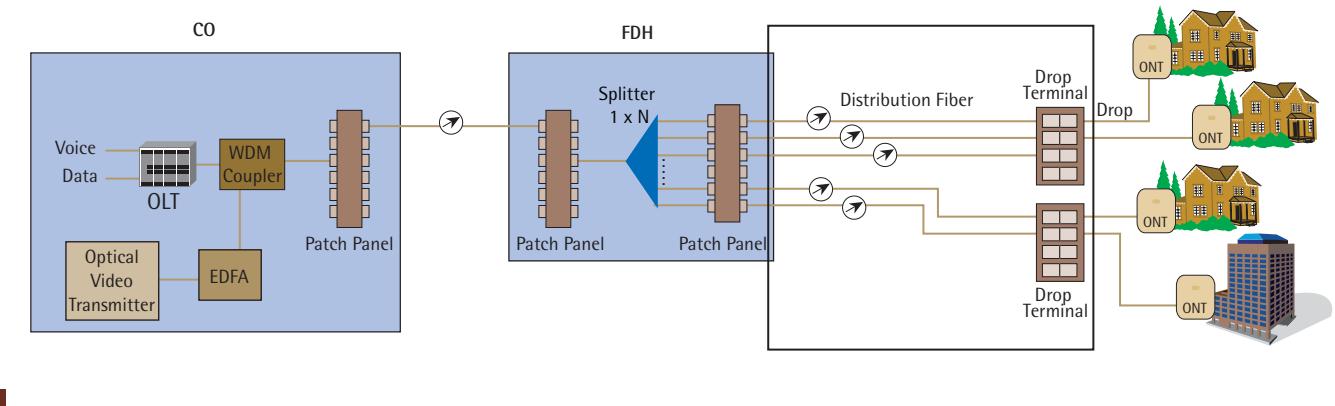 CO
FDH
Voice
Data
OLT
WDM
Coupler
Patch Panel
Optical
Video
Transmitter
EDFA
Splitter
1 x N
Patch Panel
Patch Panel
Distribution Fiber
Drop
Terminal
Drop
Drop
Terminal
ONT
ONT
ONT
ONT